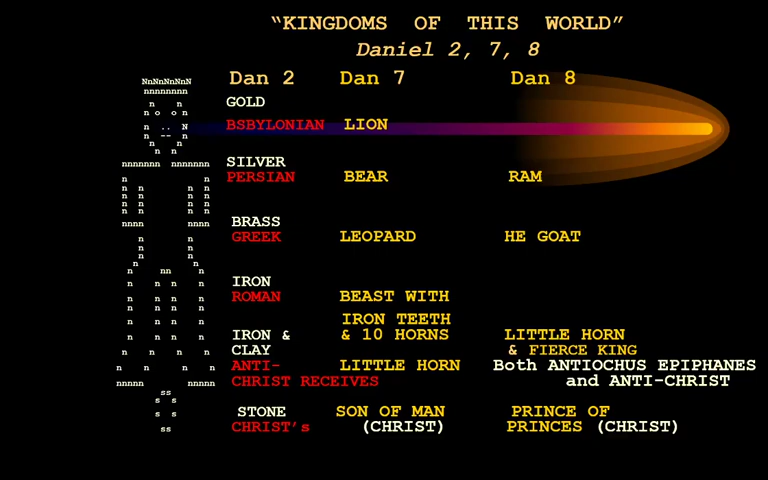 “KINGDOMS OF THIS WORLD”
Daniel 2, 7, 8
Dan 2 Dan 7 Dan 8
GOLD
BSBYLONIAN LION
SILVER
PERSIAN BEAR RAM
BRASS
GREEK LEOPARD HE GOAT
IRON
ROMAN BEAST WITH
IRON TEETH
IRON & & 10 HORNS LITTLE HORN
CLAY & FIERCE KING
ANTI- LITTLE HORN Both ANTIOCHUS EPIPHANES
CHRIST RECEIVES and ANTI-CHRIST
STONE SON OF MAN PRINCE OF
CHRIST's (CHRIST) PRINCES (CHRIST)